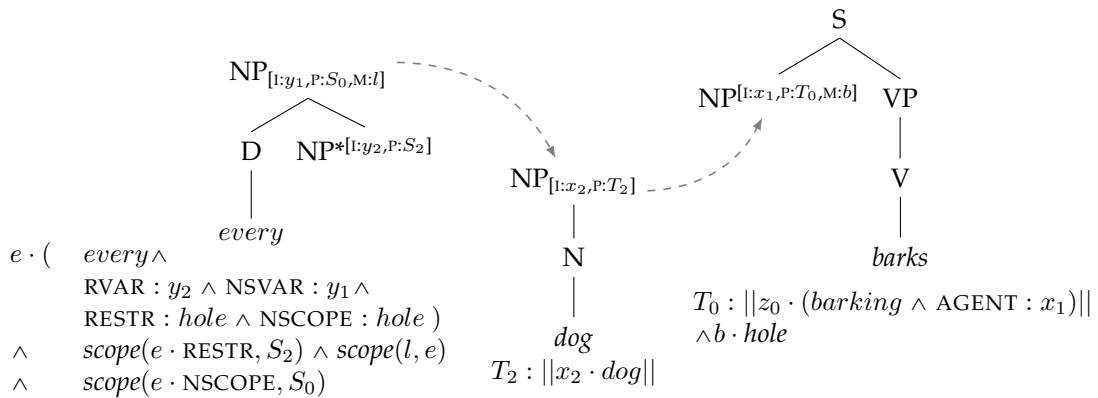 S
NP[I:y₁,P:S₀,M:l]
NP[I:x₁,P:T₀,M:b] VP
D NP*[I:y₂,P:S₂]
NP[I:x₂,P:T₂]
V
every
N
barks
e · ( every ∧
RVAR : y₂ ∧ NSVAR : y₁ ∧
RESTR : hole ∧ NSCOPE : hole )
∧ scope(e · RESTR, S₂) ∧ scope(l, e)
∧ scope(e · NSCOPE, S₀)
dog
T₂ : ||x₂ · dog||
T₀ : ||z₀ · (barking ∧ AGENT : x₁)||
∧b · hole